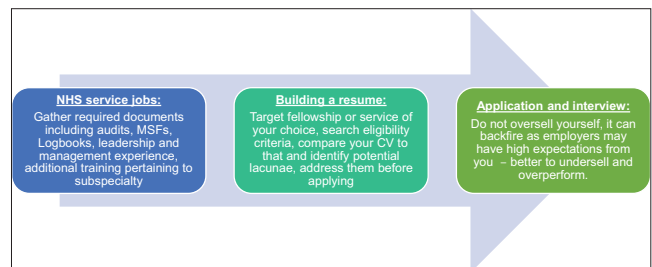 NHS service jobs:
Gather required documents
including audits, MSFs,
Logbooks, leadership and
management experience,
additional training pertaining to
subspecialty
Building a resume:
Target fellowship or service of
your choice, search eligibility
criteria, compare your CV to
that and identify potential
lacunae, address them before
applying
Application and interview:
Do not oversell yourself, it can
backfire as employers may
have high expectations from
you – better to undersell and
overperform.